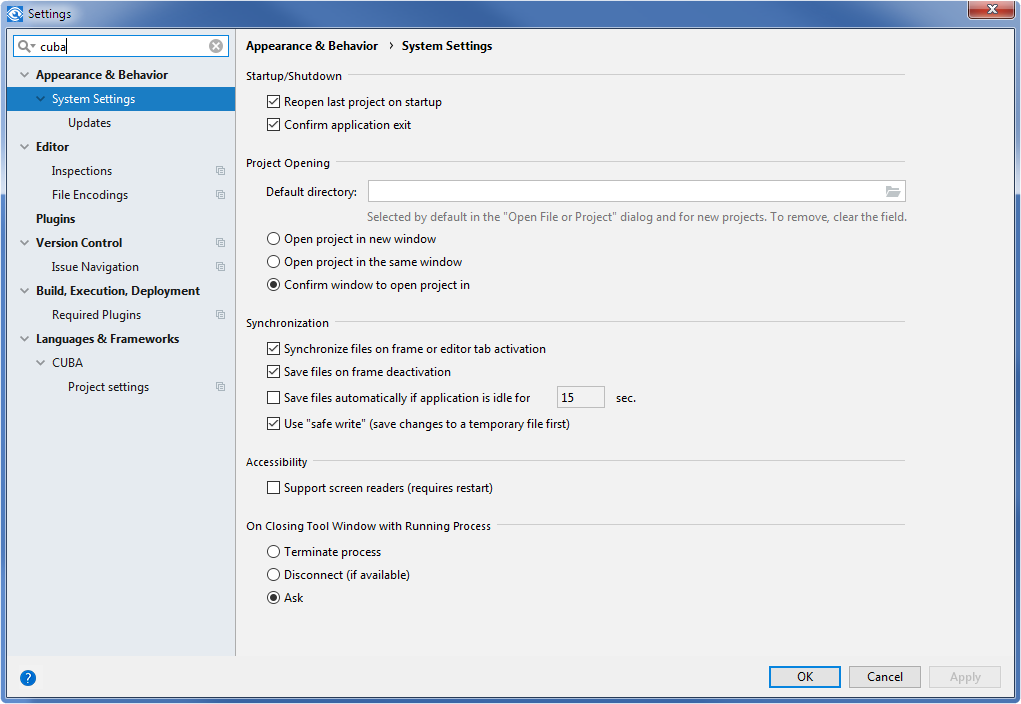 Settings
cuba
Appearance & Behavior
System Settings
Updates
Editor
Inspections
File Encodings
Plugins
Version Control
Issue Navigation
Build, Execution, Deployment
Required Plugins
Languages & Frameworks
CUBA
Project settings
Appearance & Behavior › System Settings
Startup/Shutdown
Reopen last project on startup
Confirm application exit
Project Opening
Default directory:
Selected by default in the "Open File or Project" dialog and for new projects. To remove, clear the field.
Open project in new window
Open project in the same window
Confirm window to open project in
Synchronization
Synchronize files on frame or editor tab activation
Save files on frame deactivation
Save files automatically if application is idle for 15 sec.
Use "safe write" (save changes to a temporary file first)
Accessibility
Support screen readers (requires restart)
On Closing Tool Window with Running Process
Terminate process
Disconnect (if available)
Ask
?
OK Cancel Apply